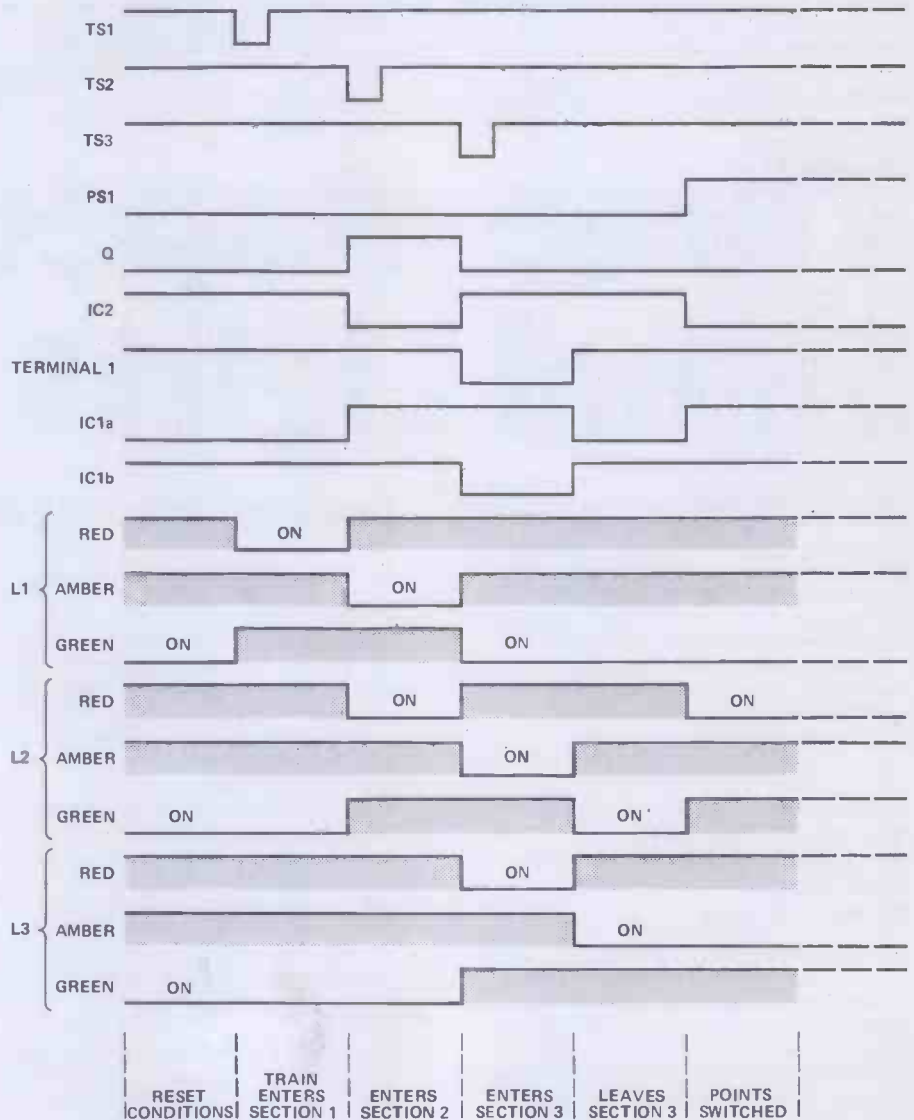 TS1
TS2
TS3
PS1
Q
IC2
TERMINAL 1
IC1a
IC1b
RED ON
L1 AMBER ON
GREEN ON ON
RED ON ON
L2 AMBER ON
GREEN ON ON
RED ON
L3 AMBER ON
GREEN ON
RESET CONDITIONS
TRAIN ENTERS SECTION 1
ENTERS SECTION 2
ENTERS SECTION 3
LEAVES SECTION 3
POINTS SWITCHED